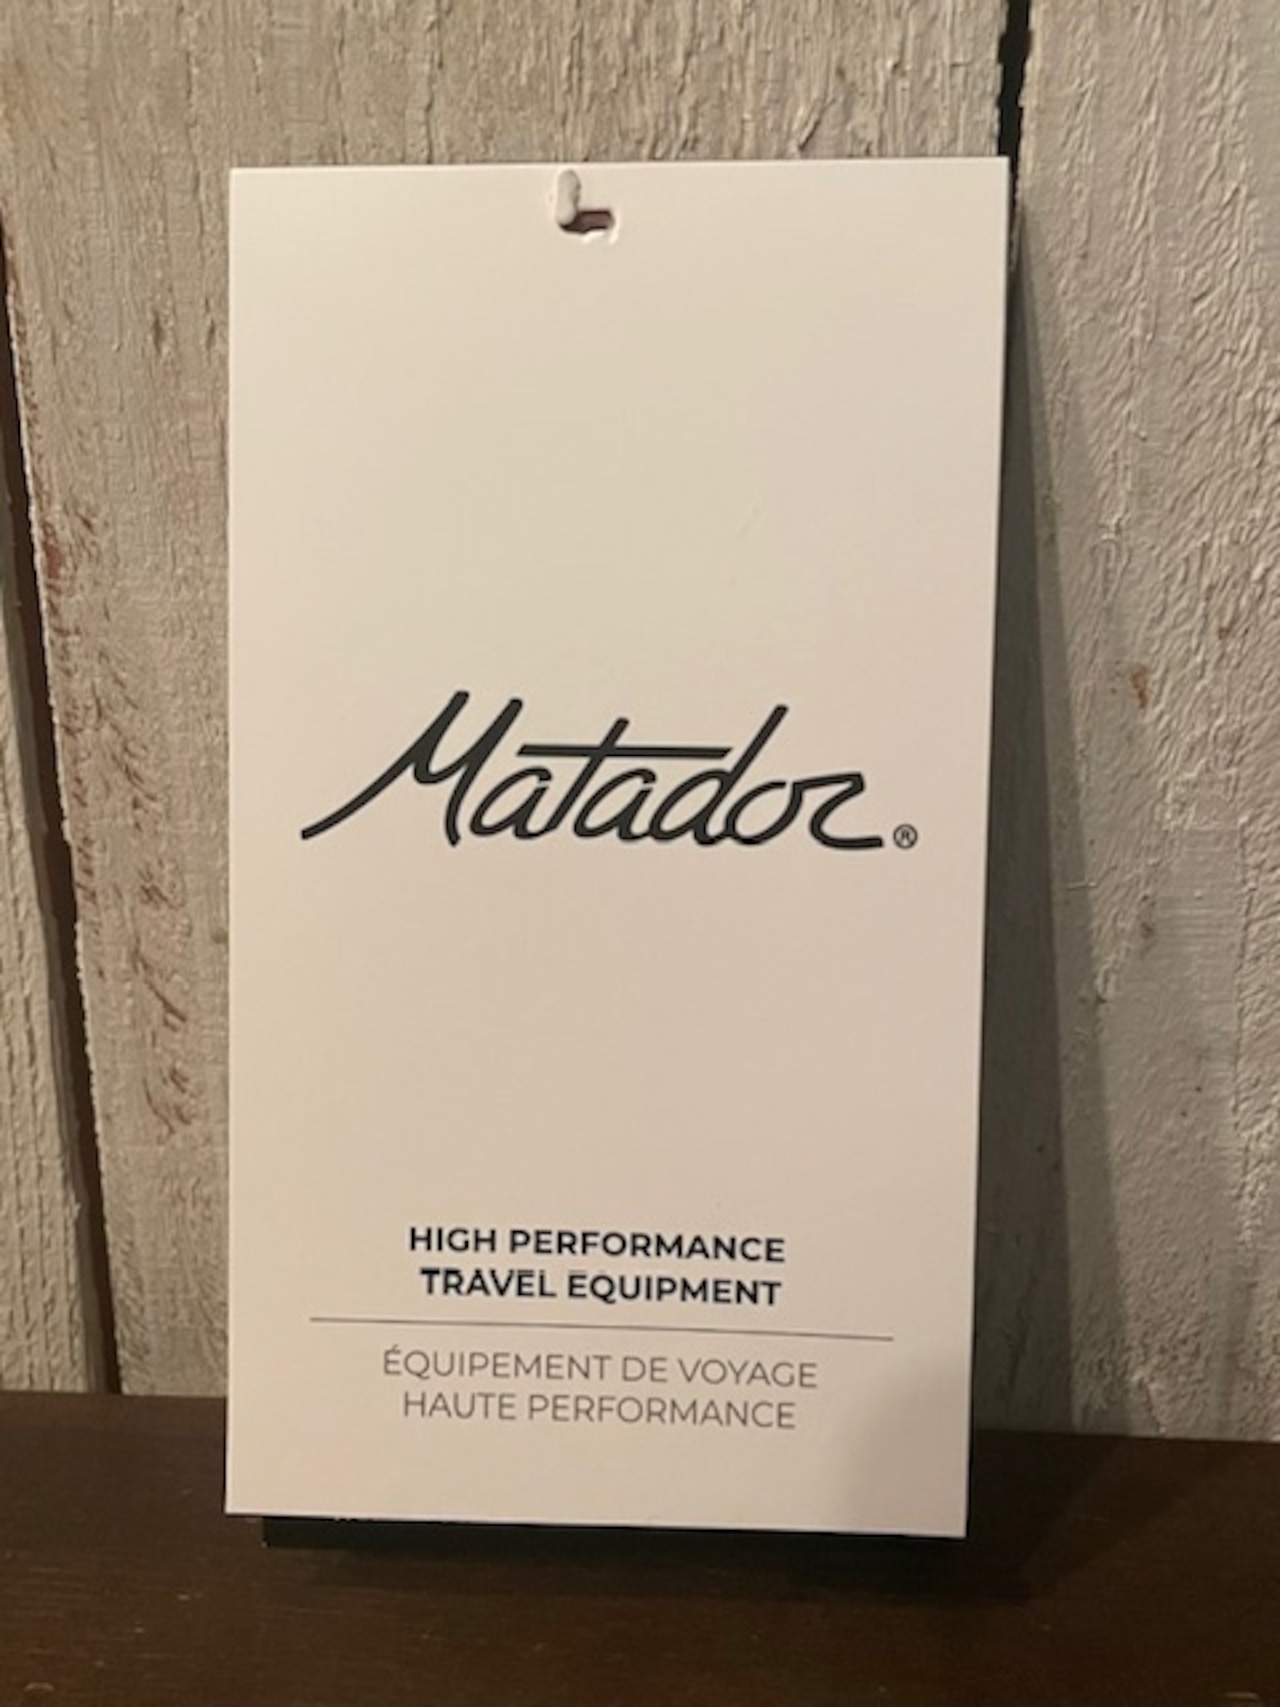 Matador®
HIGH PERFORMANCE
TRAVEL EQUIPMENT
ÉQUIPEMENT DE VOYAGE
HAUTE PERFORMANCE